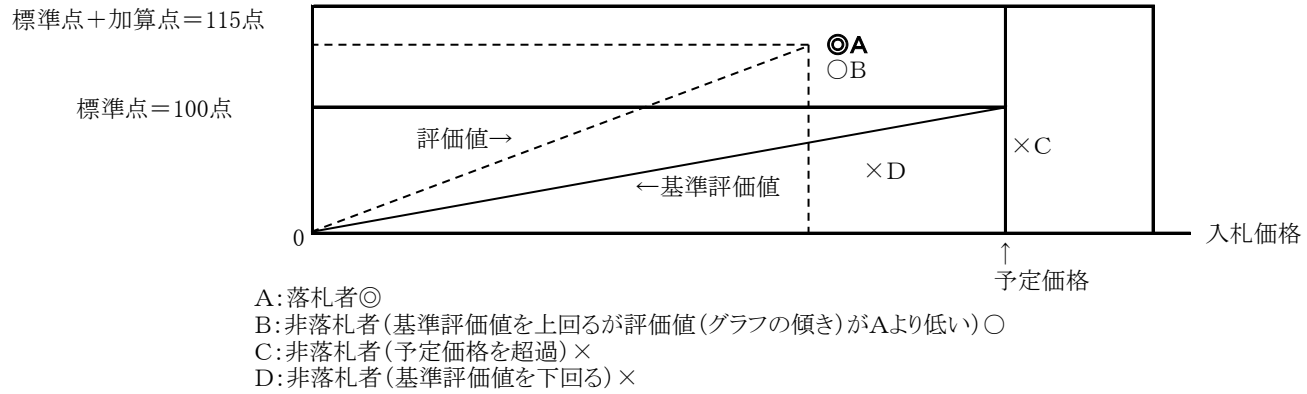 標準点＋加算点＝115点
◎A
○B
標準点＝100点
評価値→
×C
×D
←基準評価値
0
入札価格
↑
予定価格
A：落札者◎
B：非落札者（基準評価値を上回るが評価値（グラフの傾き）がAより低い）○
C：非落札者（予定価格を超過）×
D：非落札者（基準評価値を下回る）×